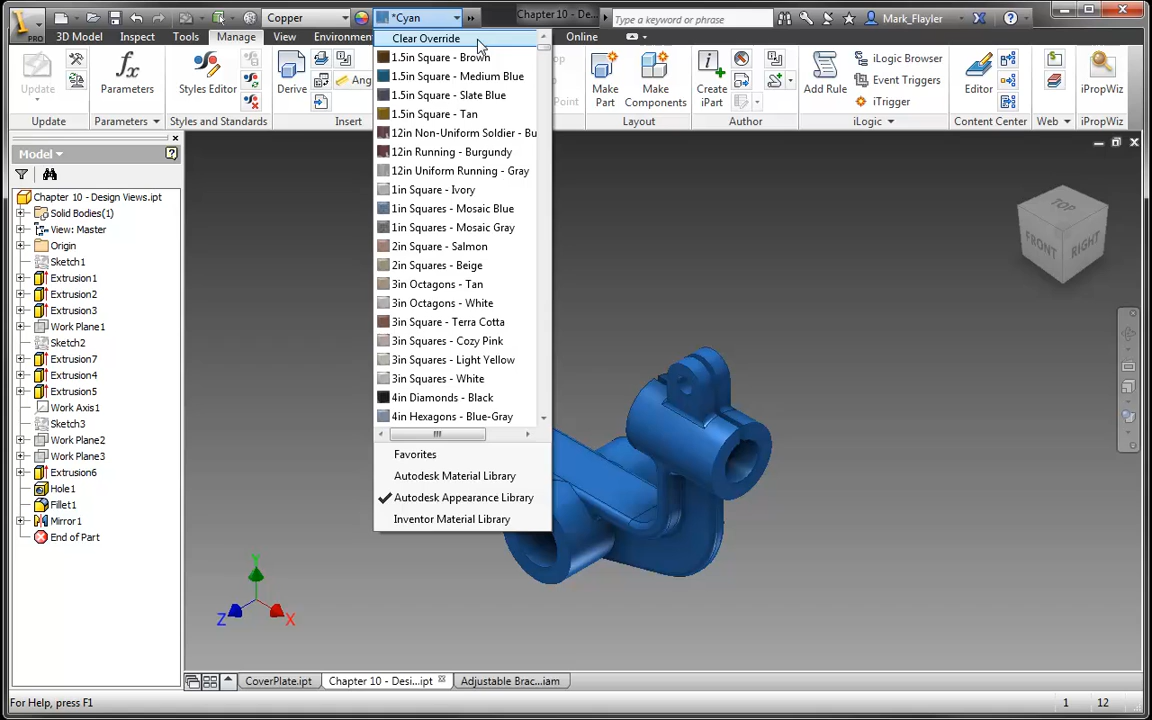 PRO
Copper
*Cyan
Chapter 10 - De...
Type a keyword or phrase
Mark_Flayler
3D Model
Inspect
Tools
Manage
View
Environmen
Online
Update
Parameters
Styles Editor
Derive
Ang
Point
Make
Part
Make
Components
Create
iPart
Add Rule
iLogic Browser
Event Triggers
iTrigger
Editor
iPropWiz
Update
Parameters
Styles and Standards
Insert
Layout
Author
iLogic
Content Center
Web
iPropWiz
Clear Override
1.5in Square - Brown
1.5in Square - Medium Blue
1.5in Square - Slate Blue
1.5in Square - Tan
12in Non-Uniform Soldier - Bu
12in Running - Burgundy
12in Uniform Running - Gray
1in Square - Ivory
1in Squares - Mosaic Blue
1in Squares - Mosaic Gray
2in Square - Salmon
2in Squares - Beige
3in Octagons - Tan
3in Octagons - White
3in Square - Terra Cotta
3in Squares - Cozy Pink
3in Squares - Light Yellow
3in Squares - White
4in Diamonds - Black
4in Hexagons - Blue-Gray
Favorites
Autodesk Material Library
Autodesk Appearance Library
Inventor Material Library
Model
Chapter 10 - Design Views.ipt
Solid Bodies(1)
View: Master
Origin
Sketch1
Extrusion1
Extrusion2
Extrusion3
Work Plane1
Sketch2
Extrusion7
Extrusion4
Extrusion5
Work Axis1
Sketch3
Work Plane2
Work Plane3
Extrusion6
Hole1
Fillet1
Mirror1
End of Part
TOP
FRONT
RIGHT
Y
Z
X
CoverPlate.ipt
Chapter 10 - Desi...ipt
Adjustable Brac...iam
For Help, press F1
1
12